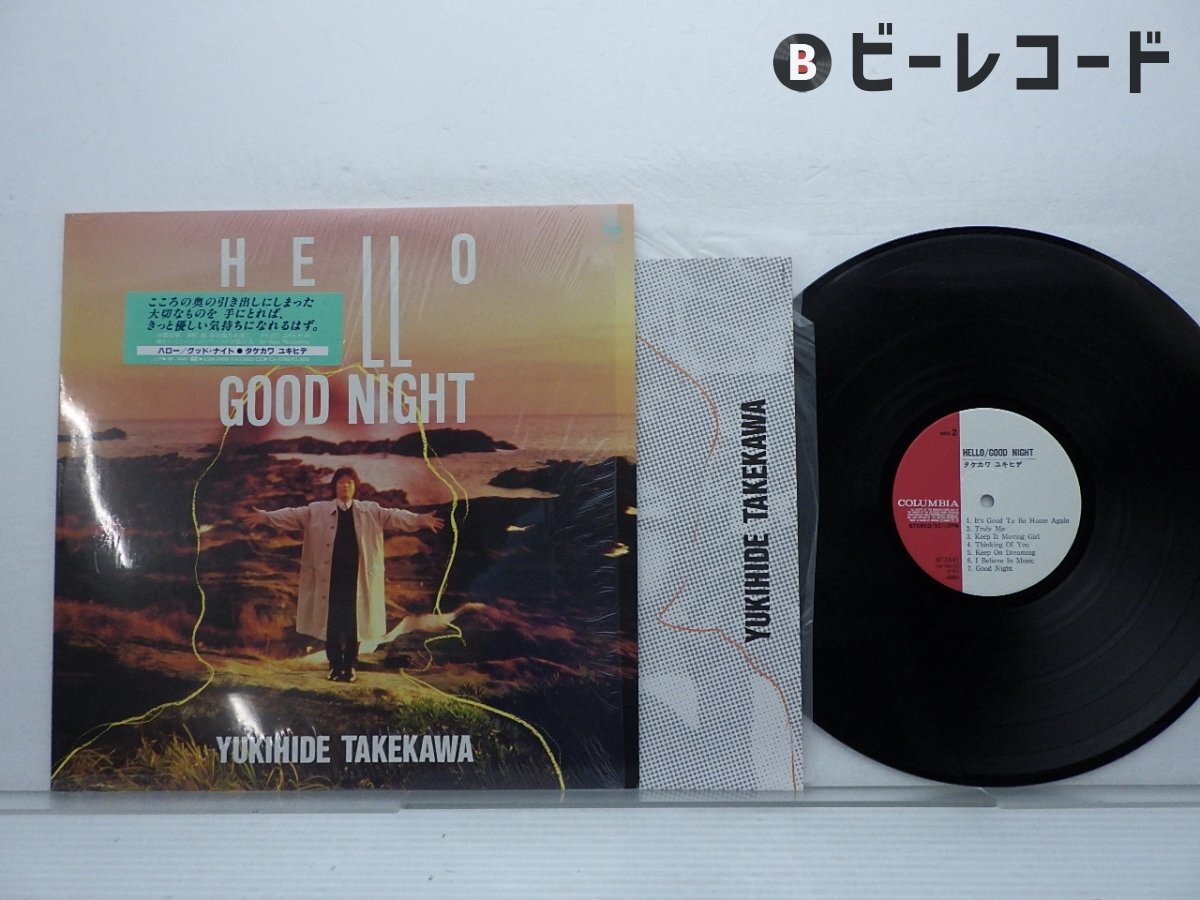 B ビーレコード
HELLO
GOOD NIGHT
こころの奥の引き出しにしまった
大切なものを 手にとれば、
きっと優しい気持ちになれるはず。
ハロー/グッド・ナイト●タケカワ ユキヒデ
YUKIHIDE TAKEKAWA
YUKIHIDE TAKEKAWA
SIDE 2
HELLO/GOOD NIGHT
タケカワ ユキヒデ
COLUMBIA
1. It's Good To Be Home Again
2. Truly Me
3. Keep It Moving Girl
4. Thinking Of You
5. Keep On Dreaming
6. I Believe In Music
7. Good Night